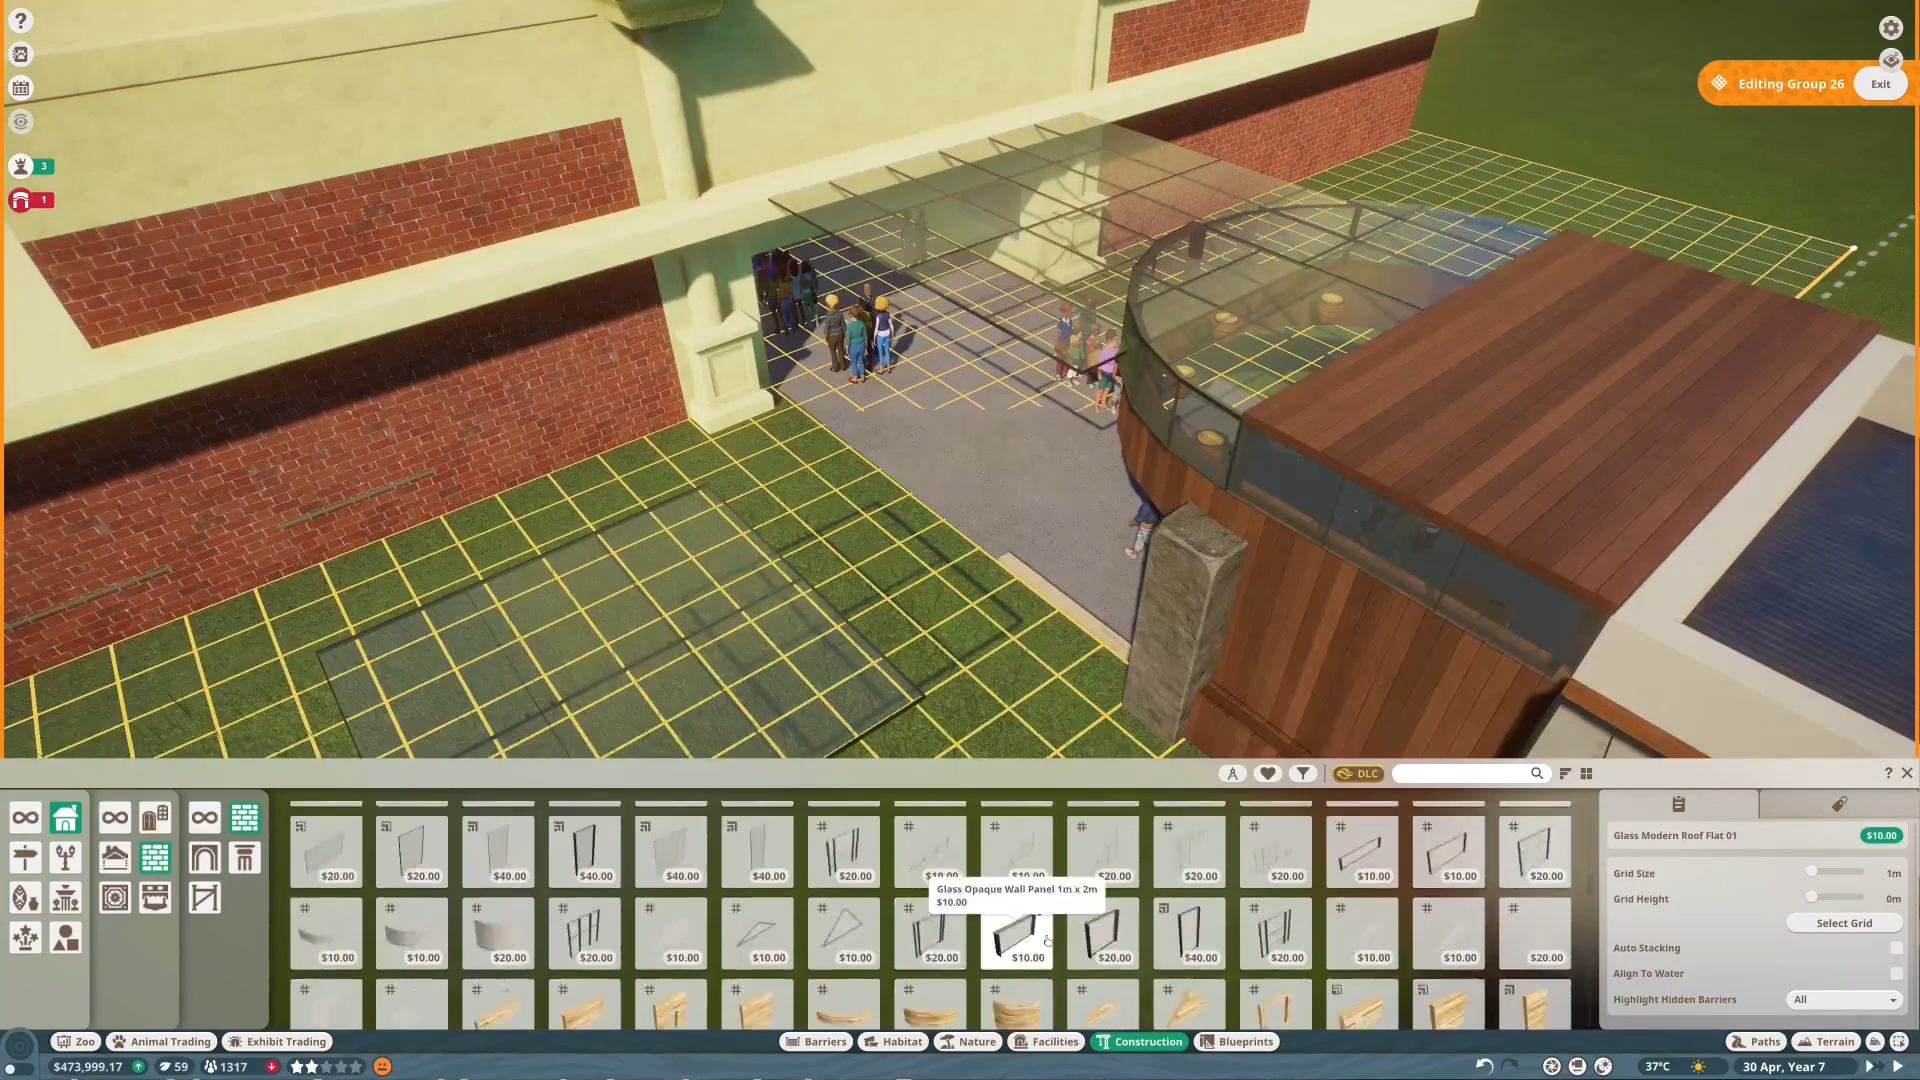 ?
Editing Group 26
Exit
3
1
DLC
?
$20.00
$20.00
$40.00
$40.00
$40.00
$40.00
$20.00
$10.00
$10.00
$20.00
$20.00
$20.00
$10.00
$10.00
$20.00
Glass Opaque Wall Panel 1m x 2m
$10.00
$10.00
$10.00
$20.00
$20.00
$10.00
$10.00
$10.00
$20.00
$10.00
$20.00
$40.00
$20.00
$10.00
$10.00
$20.00
Glass Modern Roof Flat 01
$10.00
Grid Size
1m
Grid Height
0m
Select Grid
Auto Stacking
Align To Water
Highlight Hidden Barriers
All
Zoo
Animal Trading
Exhibit Trading
Barriers
Habitat
Nature
Facilities
Construction
Blueprints
Paths
Terrain
$473,999.17
59
1317
37°C
30 Apr, Year 7